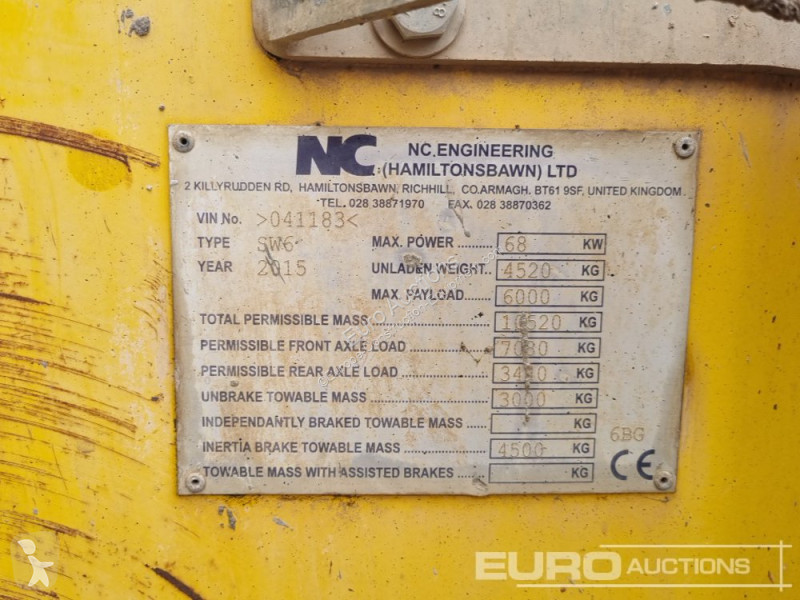 8
NC NC ENGINEERING
(HAMILTONSBAWN) LTD
2 KILLYRUDDEN RD, HAMILTONSBAWN, RICHHILL, CO.ARMAGH. BT61 9SF, UNITED KINGDOM
TEL. 028 38871970 FAX. 028 38870362
VIN No. >041183<
TYPE SW6 MAX. POWER 68 KW
YEAR 2015 UNLADEN WEIGHT.. 4520 KG
MAX. PAYLOAD....... 6000 KG
TOTAL PERMISSIBLE MASS 10520 KG
PERMISSIBLE FRONT AXLE LOAD KG
PERMISSIBLE REAR AXLE LOAD KG
UNBRAKE TOWABLE MASS 3000 KG
INDEPENDANTLY BRAKED TOWABLE MASS KG
6BG
INERTIA BRAKE TOWABLE MASS 4500 KG
CE
TOWABLE MASS WITH ASSISTED BRAKES KG
EURO AUCTIONS